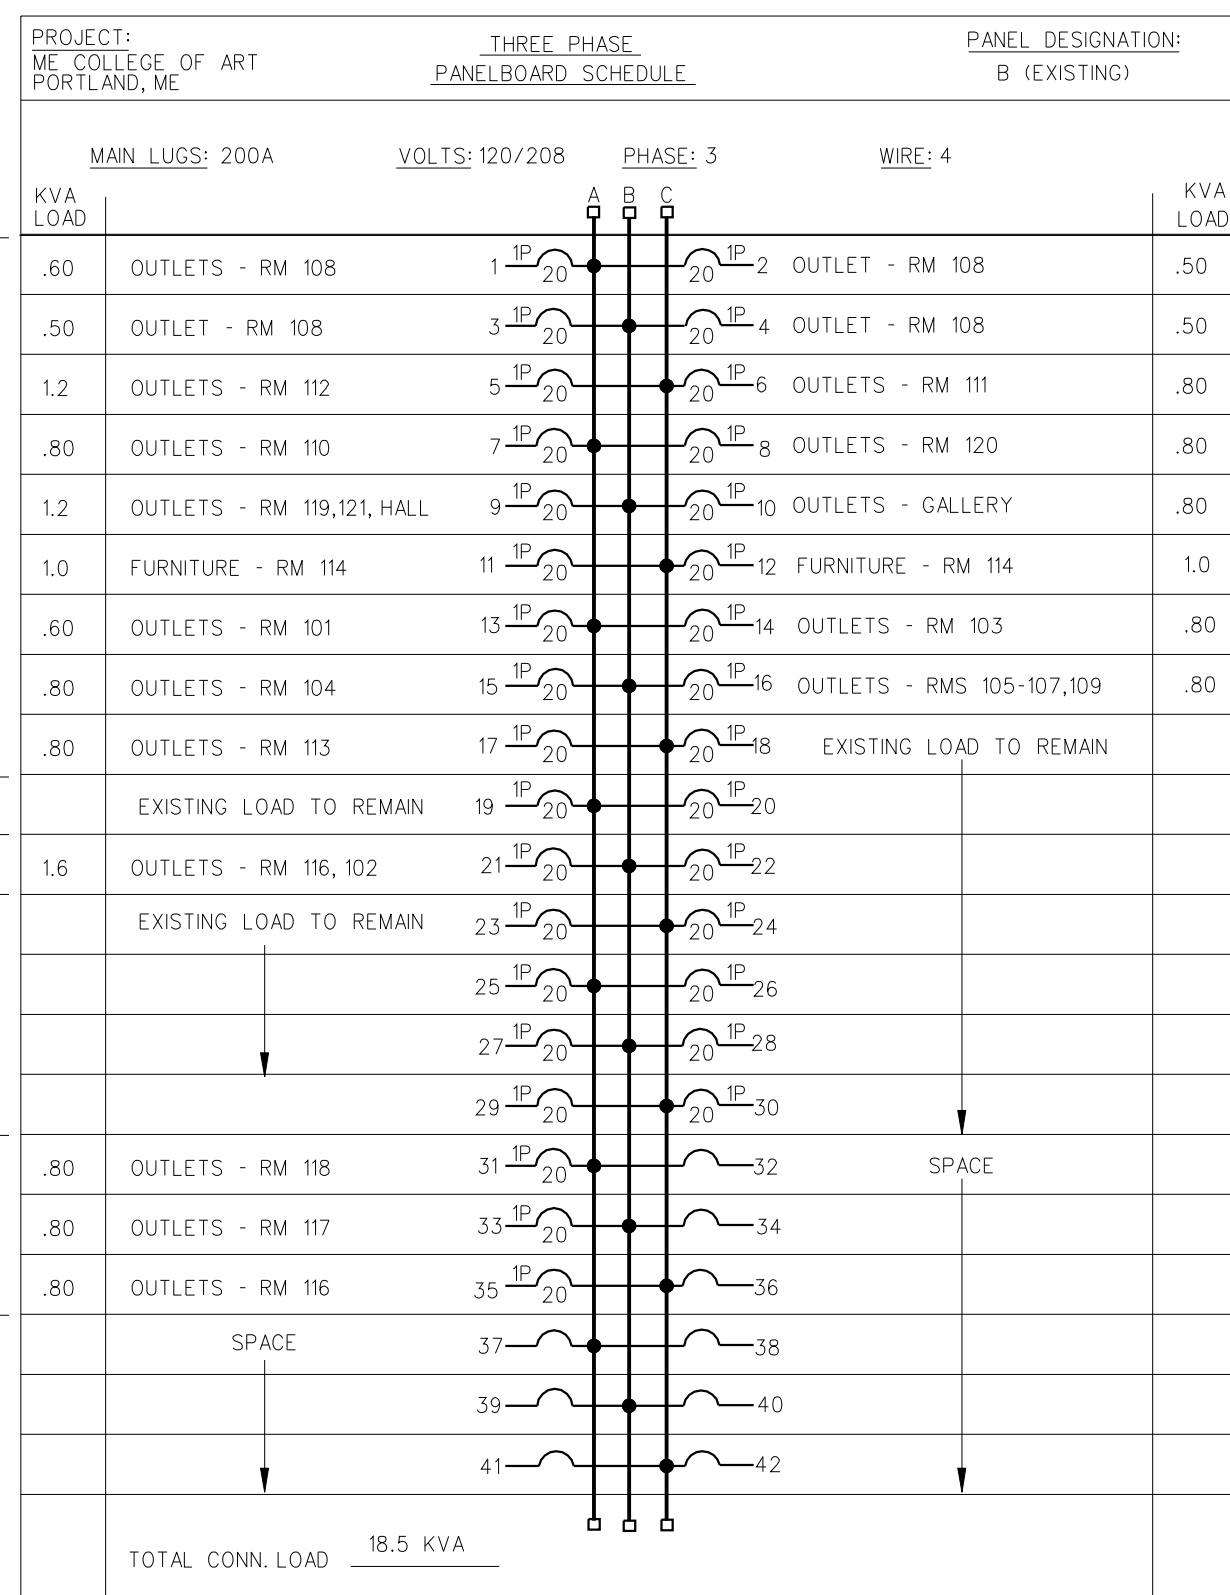 PROJECT:
ME COLLEGE OF ART
PORTLAND, ME
THREE PHASE
PANELBOARD SCHEDULE
PANEL DESIGNATION:
B (EXISTING)
MAIN LUGS: 200A VOLTS: 120/208 PHASE: 3 WIRE: 4
KVA LOAD A B C KVA LOAD
.60 OUTLETS - RM 108 1 1P 20 20 1P 2 OUTLET - RM 108 .50
.50 OUTLET - RM 108 3 1P 20 20 1P 4 OUTLET - RM 108 .50
1.2 OUTLETS - RM 112 5 1P 20 20 1P 6 OUTLETS - RM 111 .80
.80 OUTLETS - RM 110 7 1P 20 20 1P 8 OUTLETS - RM 120 .80
1.2 OUTLETS - RM 119,121, HALL 9 1P 20 20 1P 10 OUTLETS - GALLERY .80
1.0 FURNITURE - RM 114 11 1P 20 20 1P 12 FURNITURE - RM 114 1.0
.60 OUTLETS - RM 101 13 1P 20 20 1P 14 OUTLETS - RM 103 .80
.80 OUTLETS - RM 104 15 1P 20 20 1P 16 OUTLETS - RMS 105-107,109 .80
.80 OUTLETS - RM 113 17 1P 20 20 1P 18 EXISTING LOAD TO REMAIN
EXISTING LOAD TO REMAIN 19 1P 20 20 1P 20
1.6 OUTLETS - RM 116, 102 21 1P 20 20 1P 22
EXISTING LOAD TO REMAIN 23 1P 20 20 1P 24
25 1P 20 20 1P 26
27 1P 20 20 1P 28
29 1P 20 20 1P 30
.80 OUTLETS - RM 118 31 1P 20 32 SPACE
.80 OUTLETS - RM 117 33 1P 20 34
.80 OUTLETS - RM 116 35 1P 20 36
SPACE 37 38
39 40
41 42
TOTAL CONN. LOAD 18.5 KVA